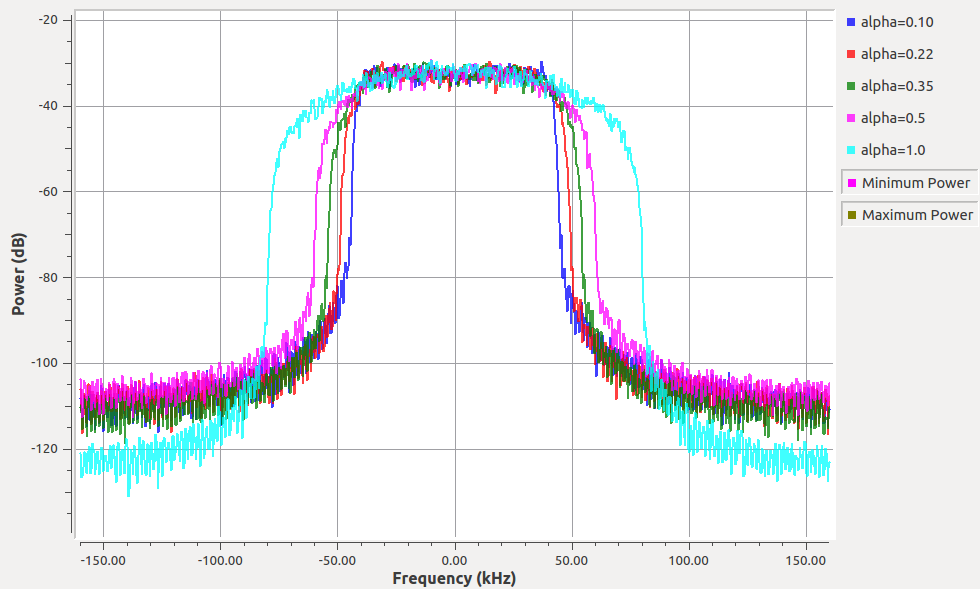 -20
-40
-60
-80
-100
-120
Power (dB)
-150.00 -100.00 -50.00 0.00 50.00 100.00 150.00
Frequency (kHz)
alpha=0.10
alpha=0.22
alpha=0.35
alpha=0.5
alpha=1.0
Minimum Power
Maximum Power